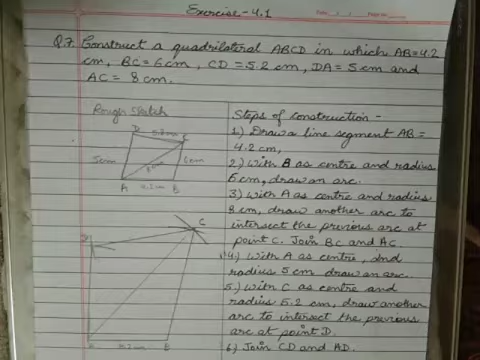 Exercise - 4.1
Q.7. Construct a quadrilateral ABCD in which AB=4.2
cm, BC = 6 cm, CD = 5.2 cm, DA = 5 cm and
AC = 8 cm.
Rough Sketch
D
C
5cm
8cm
6cm
A
B
C
D
Steps of construction -
1) Draw a line segment AB =
4.2 cm,
2) With B as centre and radius
6 cm, draw an arc.
3) With A as centre and radius
8 cm, draw another arc to
intersect the previous arc at
point C. Join BC and AC.
4.) With A as centre, and
radius 5 cm draw an arc.
5.) With C as centre and
radius 5.2 cm, draw another
arc to intersect the previous
arc at point D.
6) Join CD and AD.